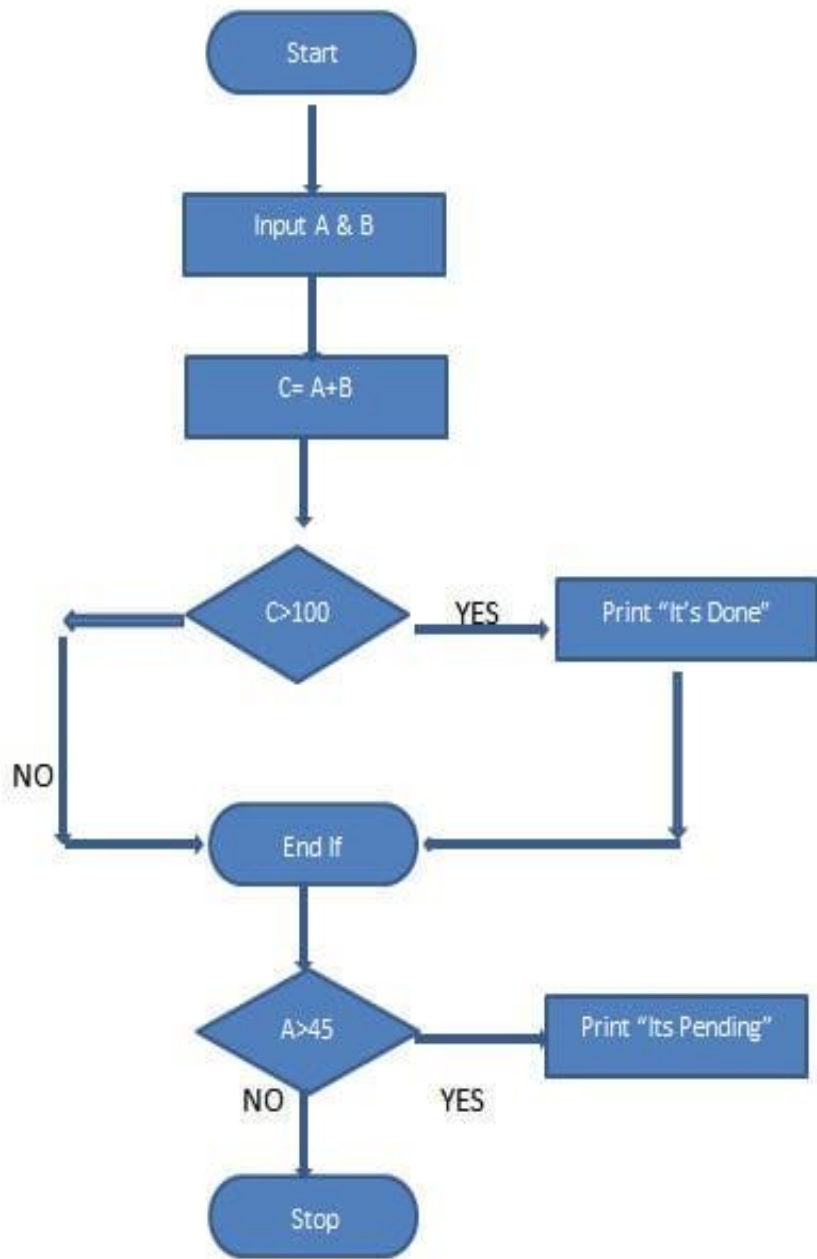 Start
Input A & B
C= A+B
C>100
YES
Print “It’s Done”
NO
End If
A>45
Print “Its Pending”
NO
YES
Stop